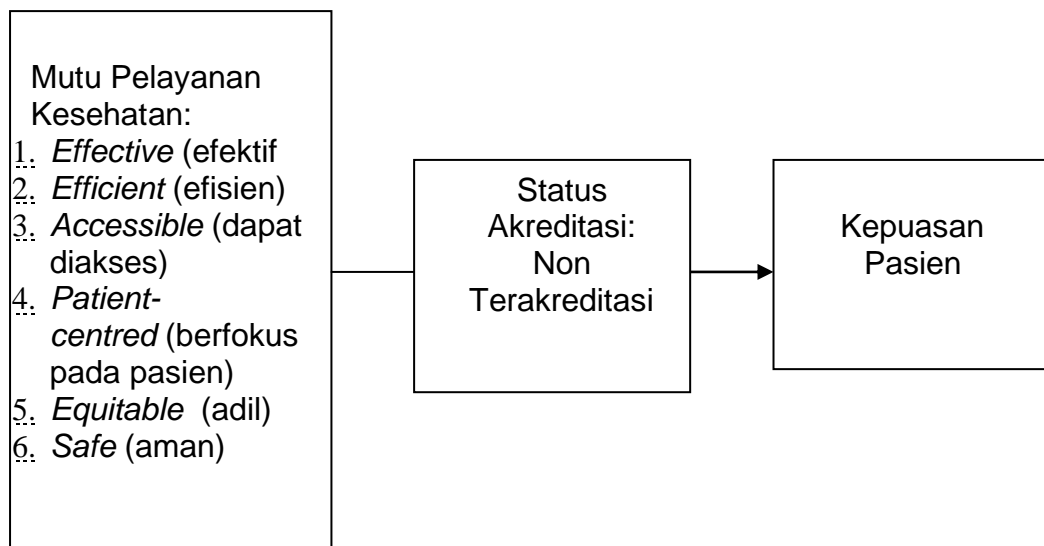 Mutu Pelayanan
Kesehatan:
1. Effective (efektif
2. Efficient (efisien)
3. Accessible (dapat
diakses)
4. Patient-
centred (berfokus
pada pasien)
5. Equitable (adil)
6. Safe (aman)
Status
Akreditasi:
Non
Terakreditasi
Kepuasan
Pasien